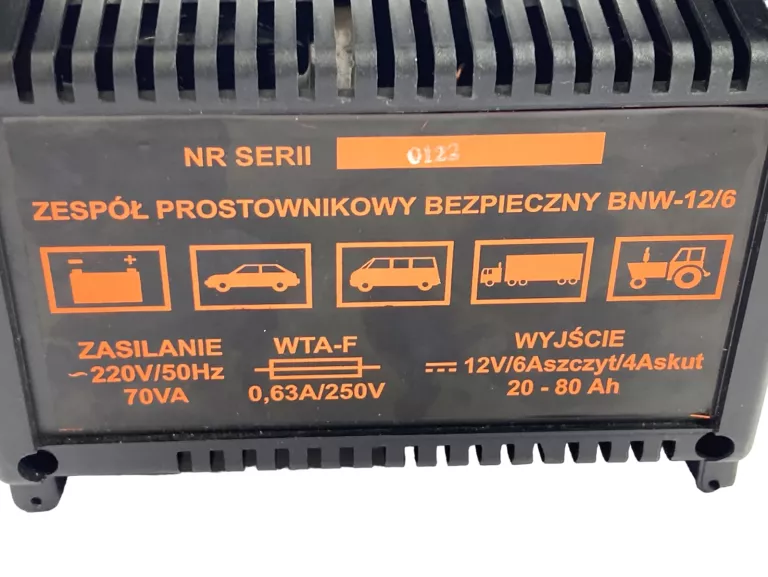 NR SERII 0122
ZESPÓŁ PROSTOWNIKOWY BEZPIECZNY BNW-12/6
- +
ZASILANIE
~220V/50Hz
70VA
WTA-F
0,63A/250V
WYJŚCIE
12V/6Aszczyt/4Askut
20 - 80 Ah